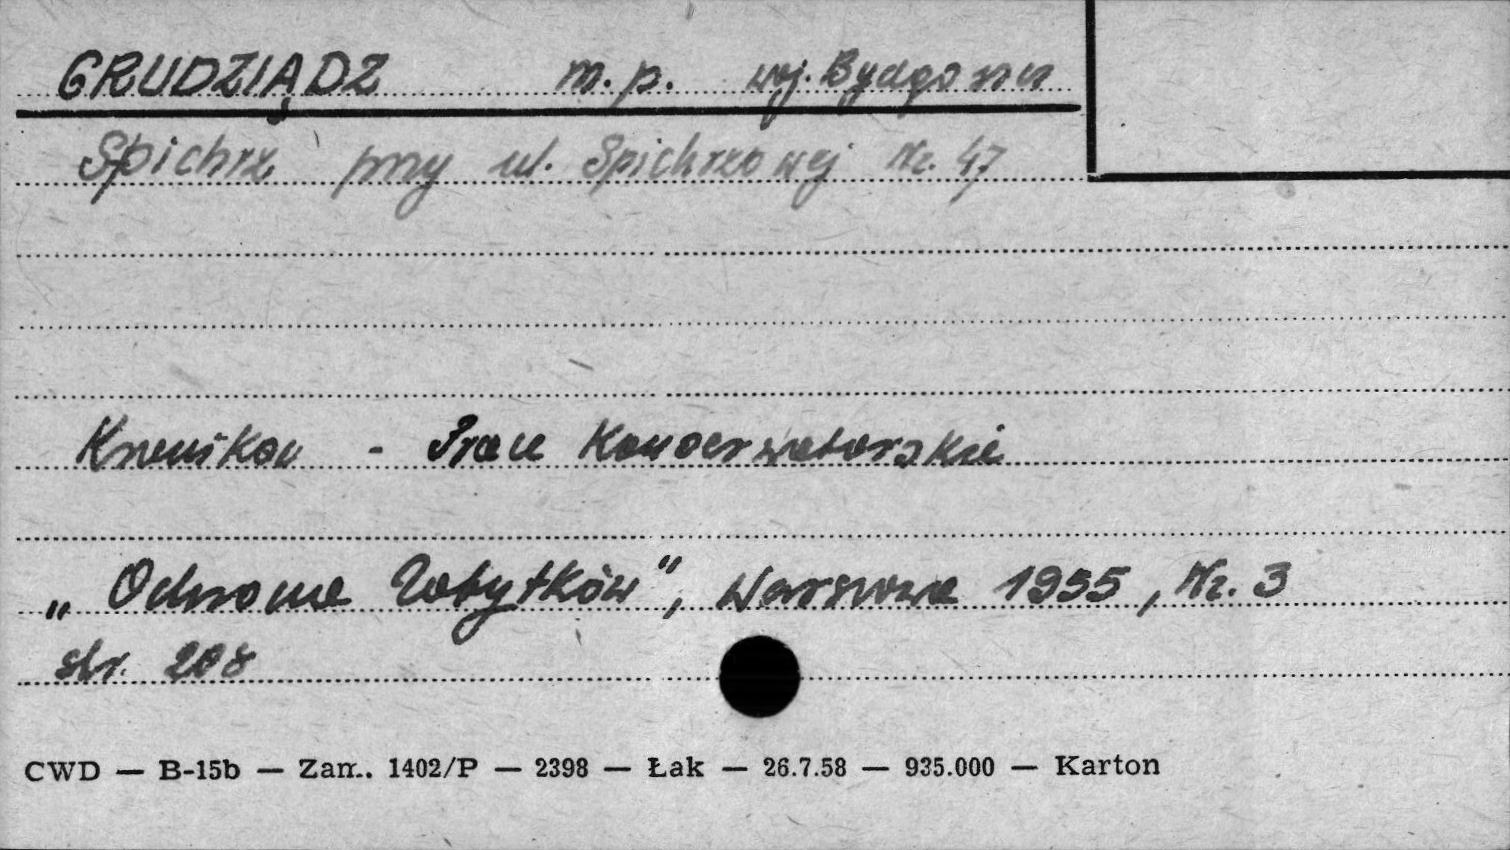 GRUDZIĄDZ m.p. woj. Bydgoszcz
Spichrz przy ul. Spichrzowej Nr. 47
- Prace Konserwatorskie
„Ochrona Zabytków”, Warszawa 1955, Nr. 3
str. 208
CWD — B-15b — Zam. 1402/P — 2398 — Łak — 26.7.58 — 935.000 — Karton